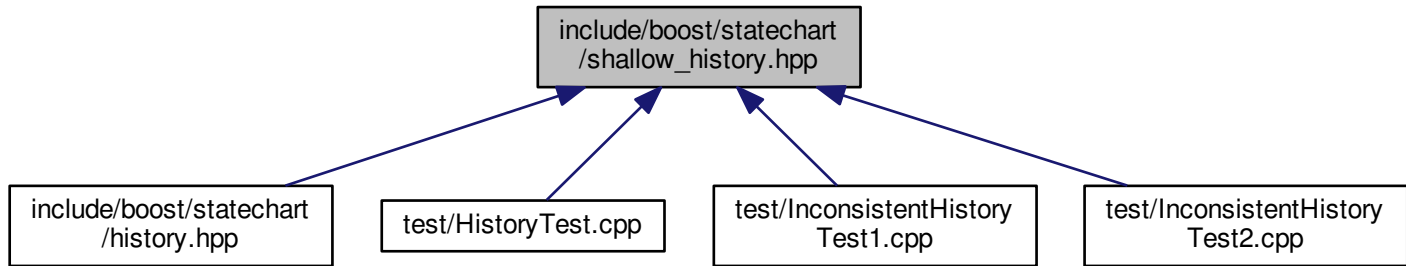 include/boost/statechart
/shallow_history.hpp
include/boost/statechart
/history.hpp
test/HistoryTest.cpp
test/InconsistentHistory
Test1.cpp
test/InconsistentHistory
Test2.cpp